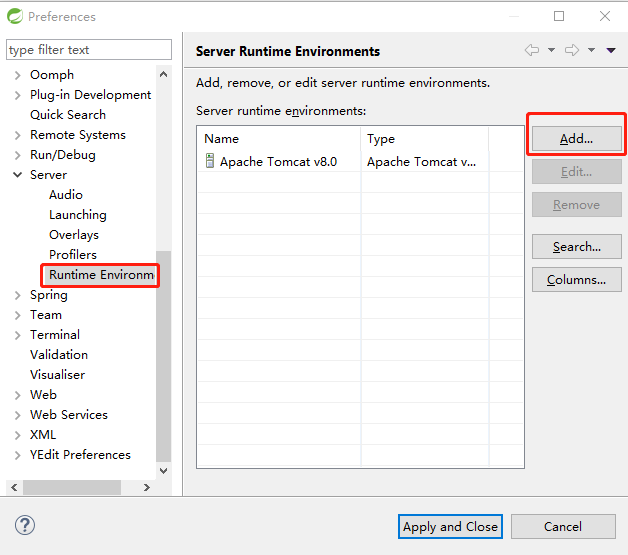 Preferences
type filter text
Oomph
Plug-in Development
Quick Search
Remote Systems
Run/Debug
Server
Audio
Launching
Overlays
Profilers
Runtime Environm
Spring
Team
Terminal
Validation
Visualiser
Web
Web Services
XML
YEdit Preferences
Server Runtime Environments
Add, remove, or edit server runtime environments.
Server runtime environments:
Name Type
Apache Tomcat v8.0 Apache Tomcat v...
Add...
Edit...
Remove
Search...
Columns...
?
Apply and Close Cancel